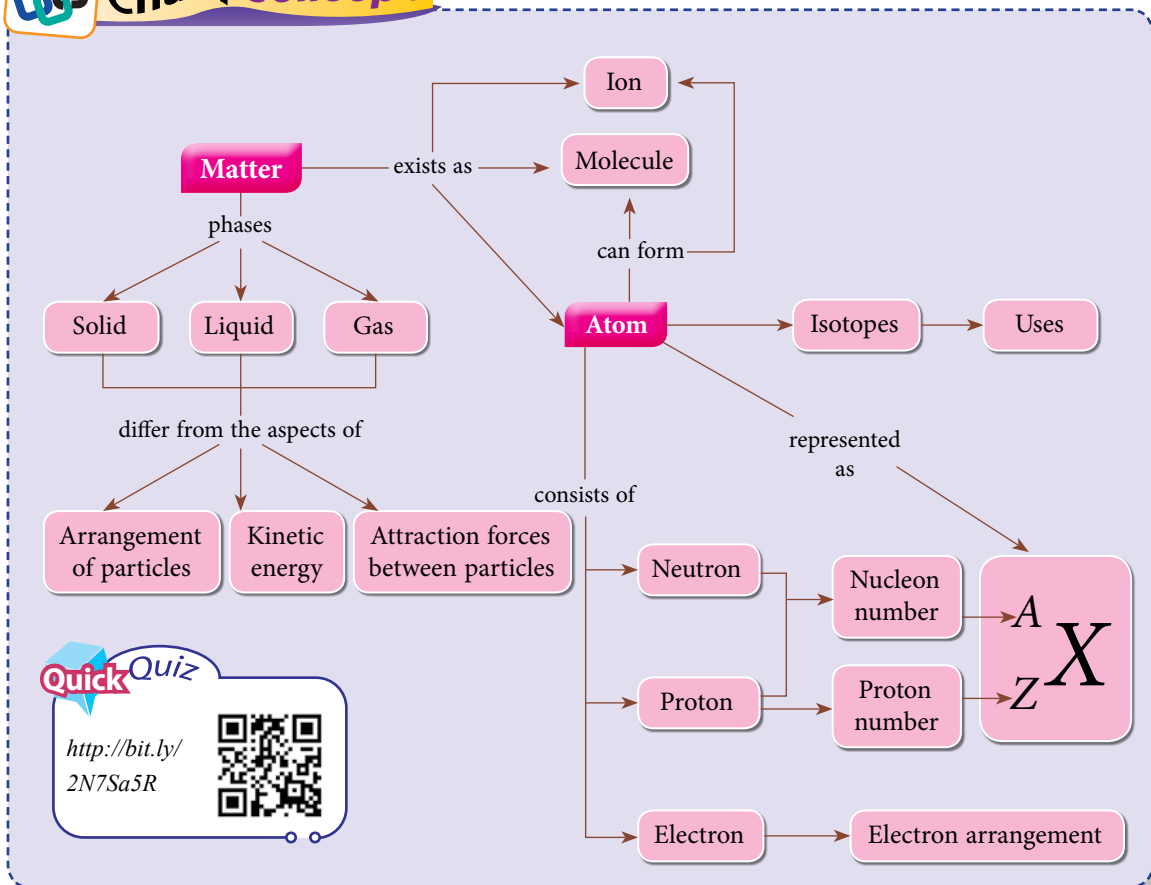 Concept
Ion
Matter
exists as
Molecule
phases
can form
Solid
Liquid
Gas
Atom
Isotopes
Uses
differ from the aspects of
represented
as
consists of
Arrangement
of particles
Kinetic
energy
Attraction forces
between particles
Neutron
Nucleon
number
A
X
Z
Proton
Proton
number
Electron
Electron arrangement
Quick Quiz
http://bit.ly/
2N7Sa5R